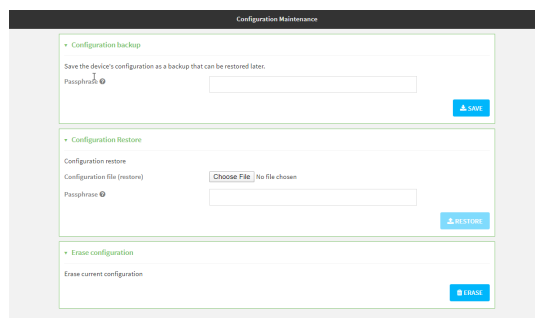 Configuration Maintenance
Configuration backup
Save the device's configuration as a backup that can be restored later.
Passphrase
SAVE
Configuration Restore
Configuration restore
Configuration file (restore) Choose File No file chosen
Passphrase
RESTORE
Erase configuration
Erase current configuration
ERASE